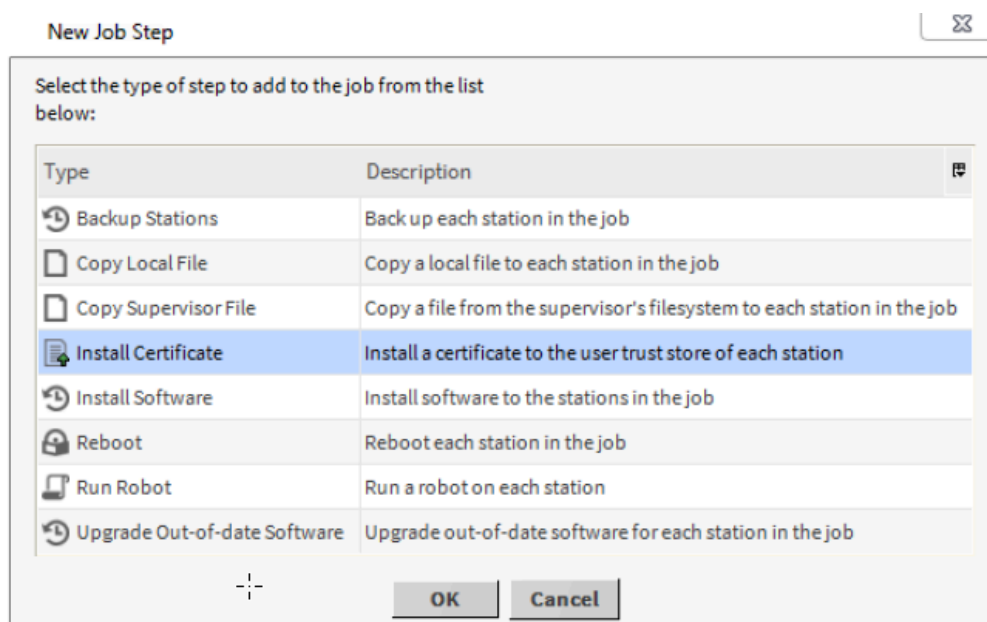 New Job Step
Select the type of step to add to the job from the list
below:
Type Description
Backup Stations Back up each station in the job
Copy Local File Copy a local file to each station in the job
Copy Supervisor File Copy a file from the supervisor's filesystem to each station in the job
Install Certificate Install a certificate to the user trust store of each station
Install Software Install software to the stations in the job
Reboot Reboot each station in the job
Run Robot Run a robot on each station
Upgrade Out-of-date Software Upgrade out-of-date software for each station in the job
OK Cancel